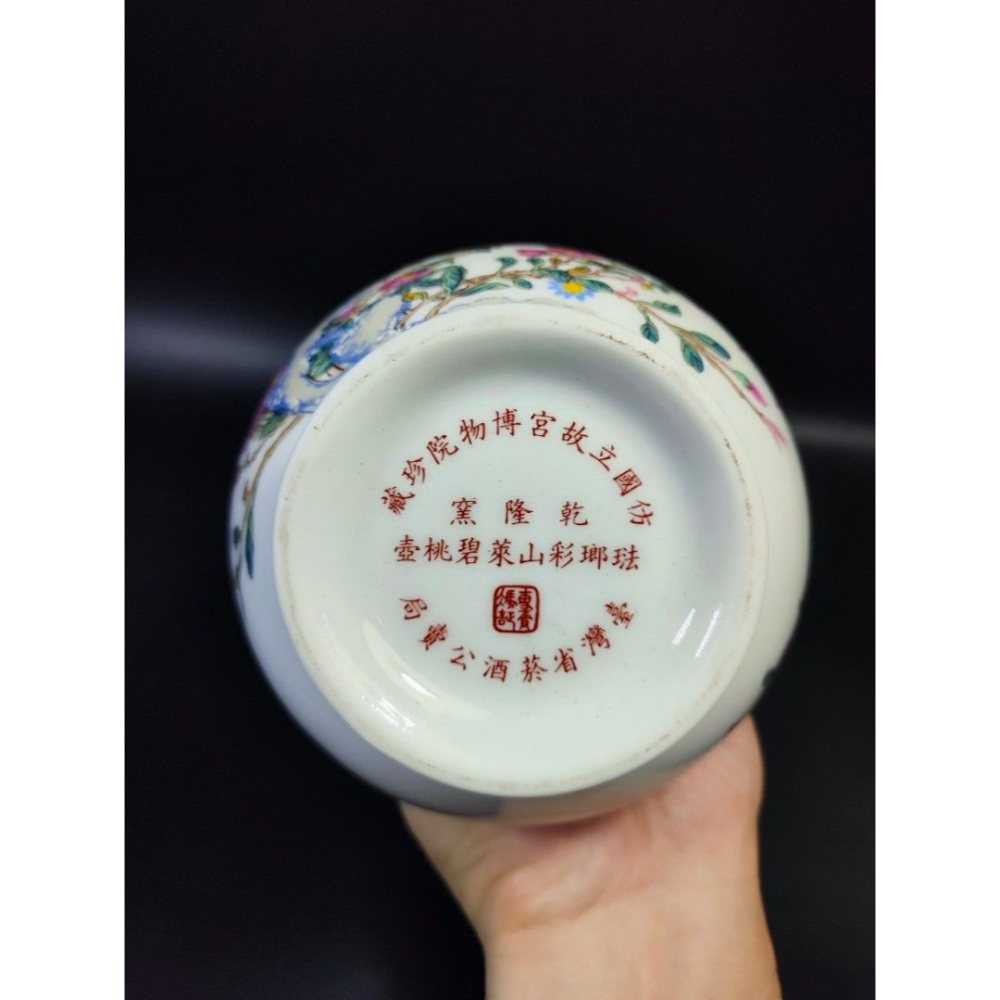 仿國立故宮博物院珍藏
乾隆窯
琺瑯彩山萊碧桃壺
臺灣省菸酒公賣局